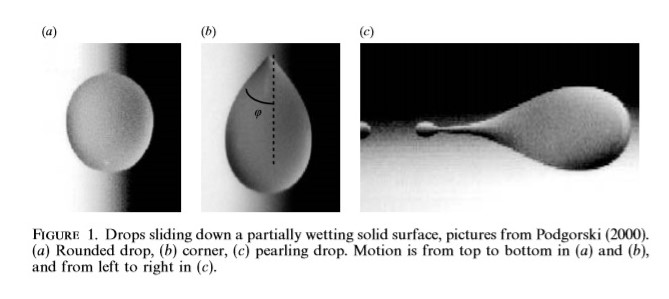 (a) (b) (c)
φ
FIGURE 1. Drops sliding down a partially wetting solid surface, pictures from Podgorski (2000).
(a) Rounded drop, (b) corner, (c) pearling drop. Motion is from top to bottom in (a) and (b),
and from left to right in (c).